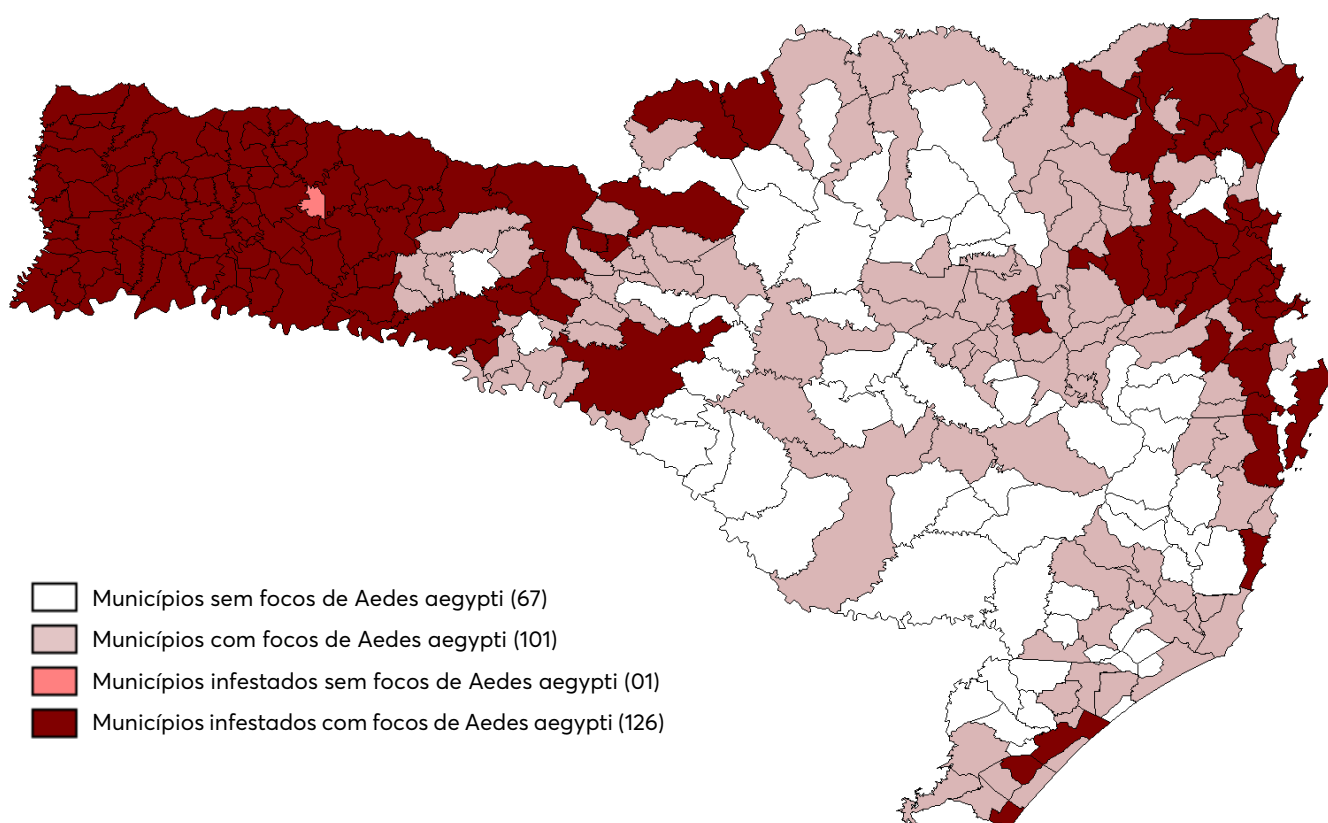 Municípios sem focos de Aedes aegypti (67)
Municípios com focos de Aedes aegypti (101)
Municípios infestados sem focos de Aedes aegypti (01)
Municípios infestados com focos de Aedes aegypti (126)